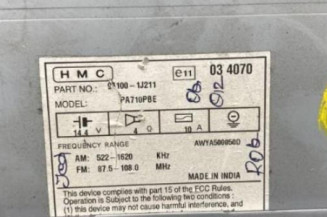 HMC e11 03 4070
PART NO.: 96100-1J211
MODEL: PA710PBE
14.4 V 4 Ω 10 A
FREQUENCY RANGE
AM: 522-1620 KHz
FM: 87.5-108.0 MHz MADE IN INDIA
This device complies with part 15 of the FCC Rules.
Operation is Subject to the following two conditions :
(1) this device may not cause harmful interference, and